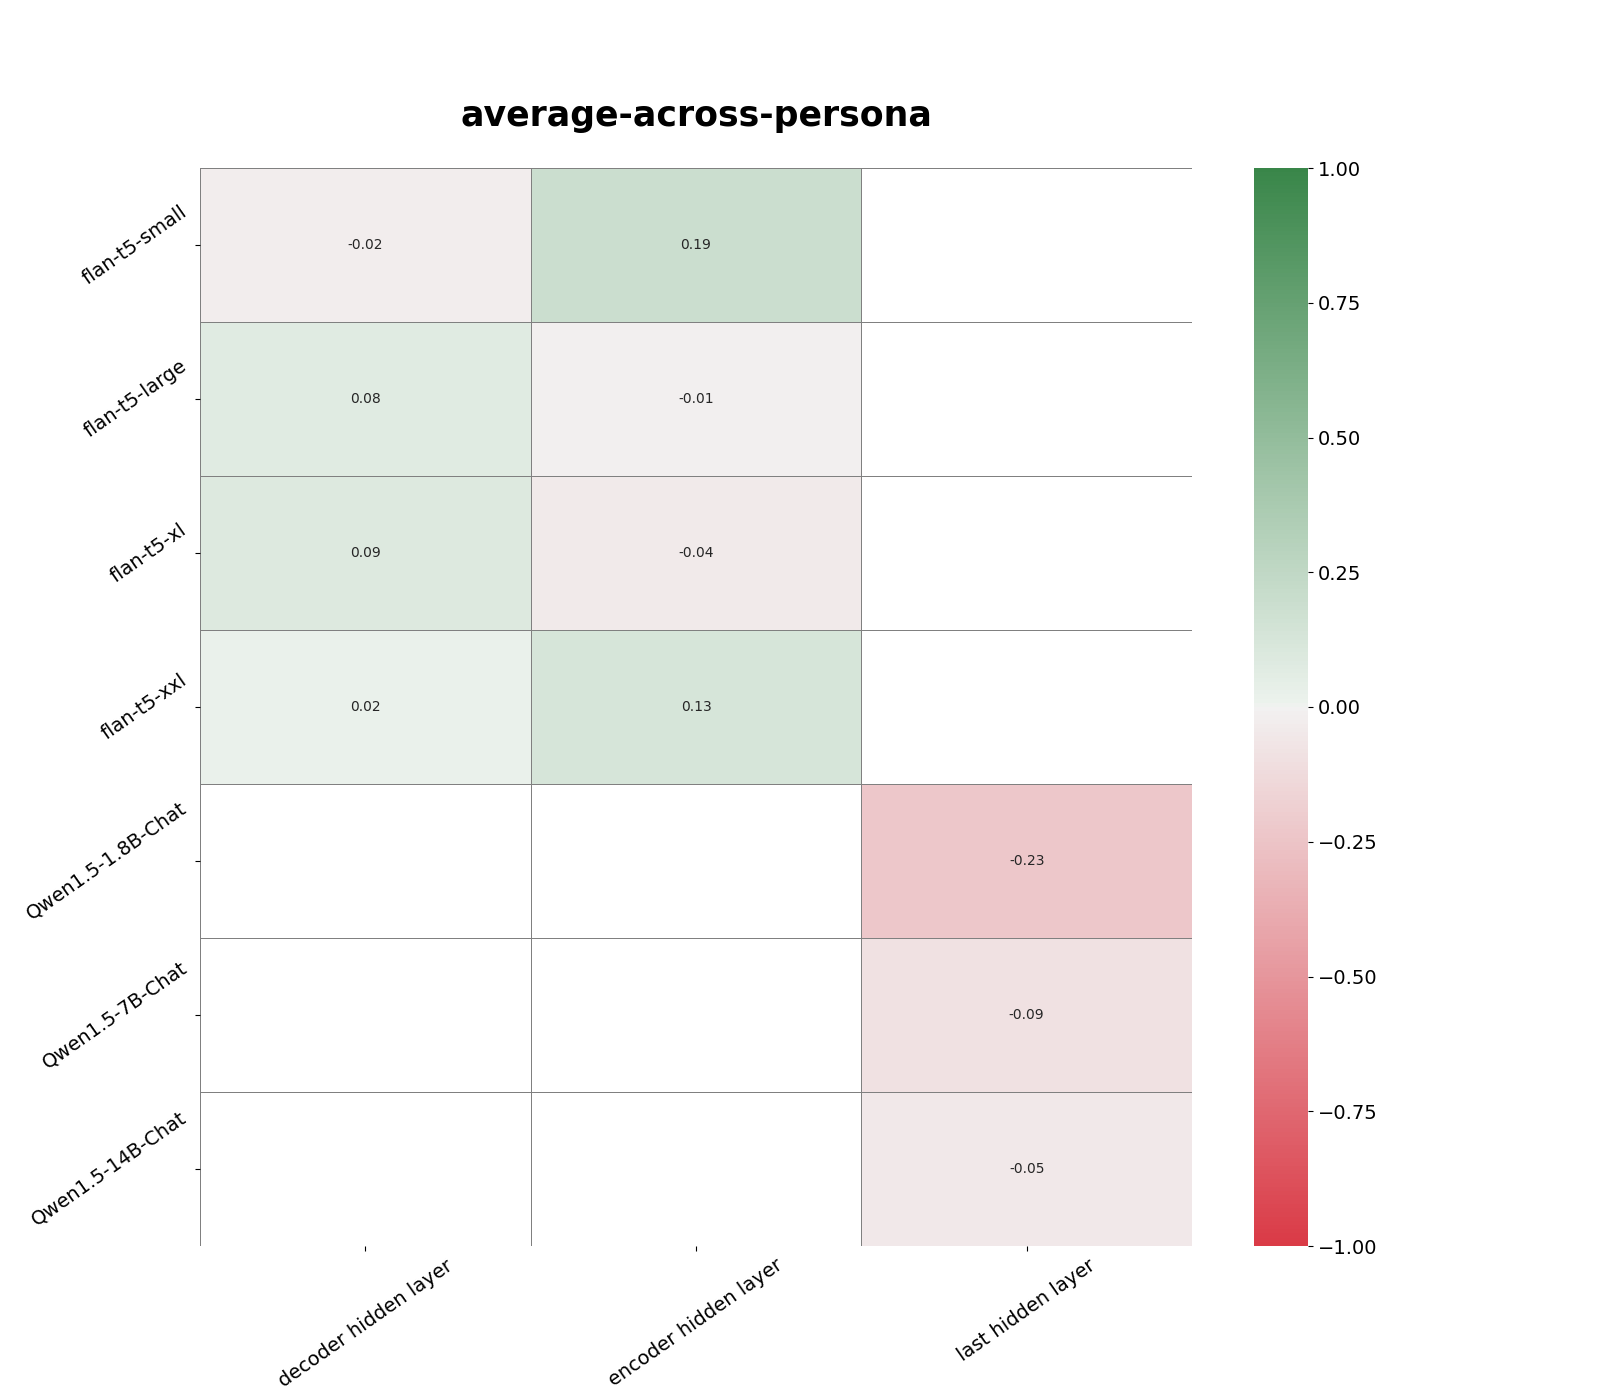 average-across-persona
flan-t5-small
-0.02
0.19
flan-t5-large
0.08
-0.01
flan-t5-xl
0.09
-0.04
flan-t5-xxl
0.02
0.13
Qwen1.5-1.8B-Chat
-0.23
Qwen1.5-7B-Chat
-0.09
Qwen1.5-14B-Chat
-0.05
decoder hidden layer
encoder hidden layer
last hidden layer
1.00
0.75
0.50
0.25
0.00
−0.25
−0.50
−0.75
−1.00